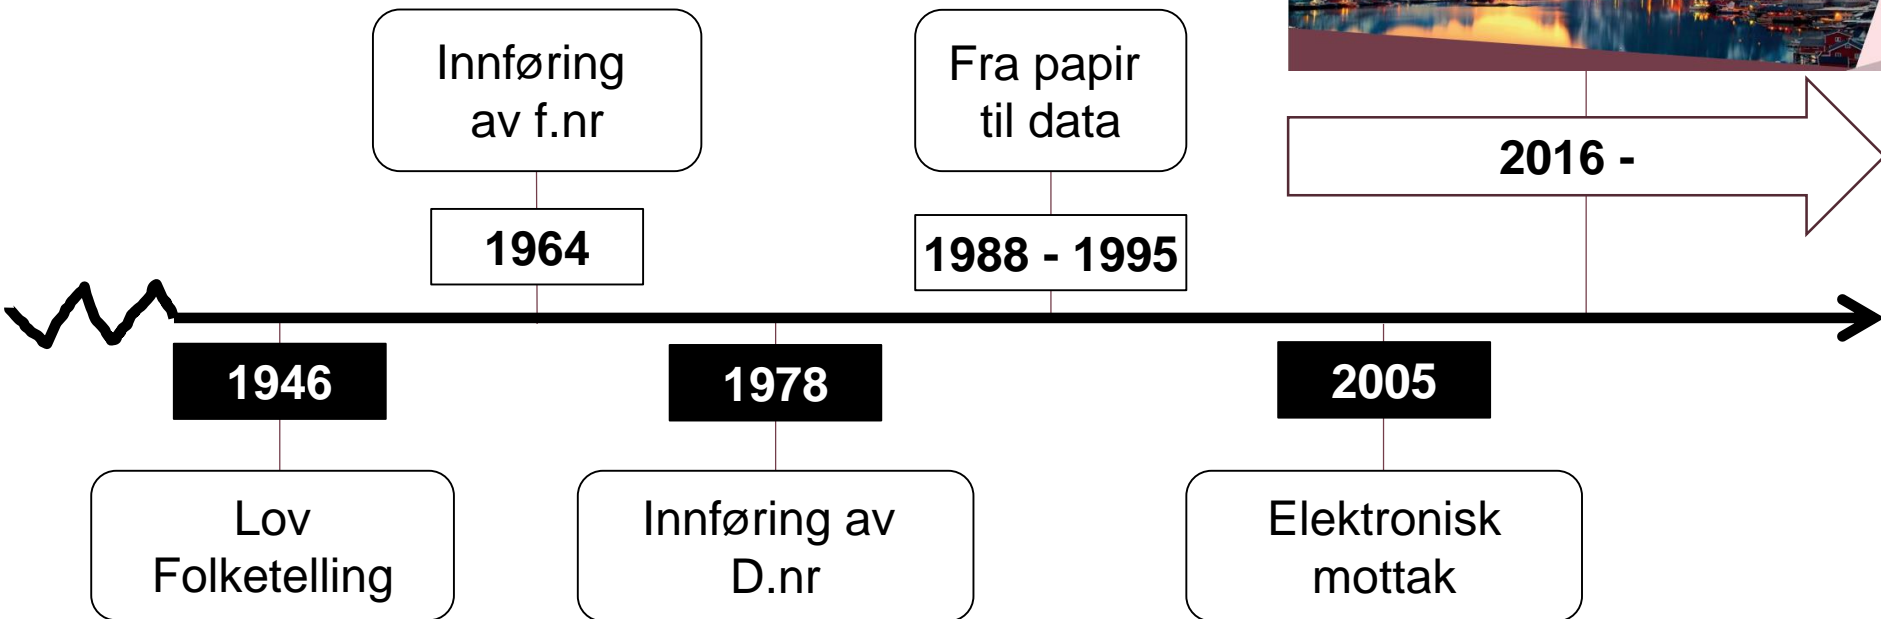 Innføring
av f.nr
Fra papir
til data
2016 -
1964
1988 - 1995
1946
1978
2005
Lov
Folketelling
Innføring av
D.nr
Elektronisk
mottak